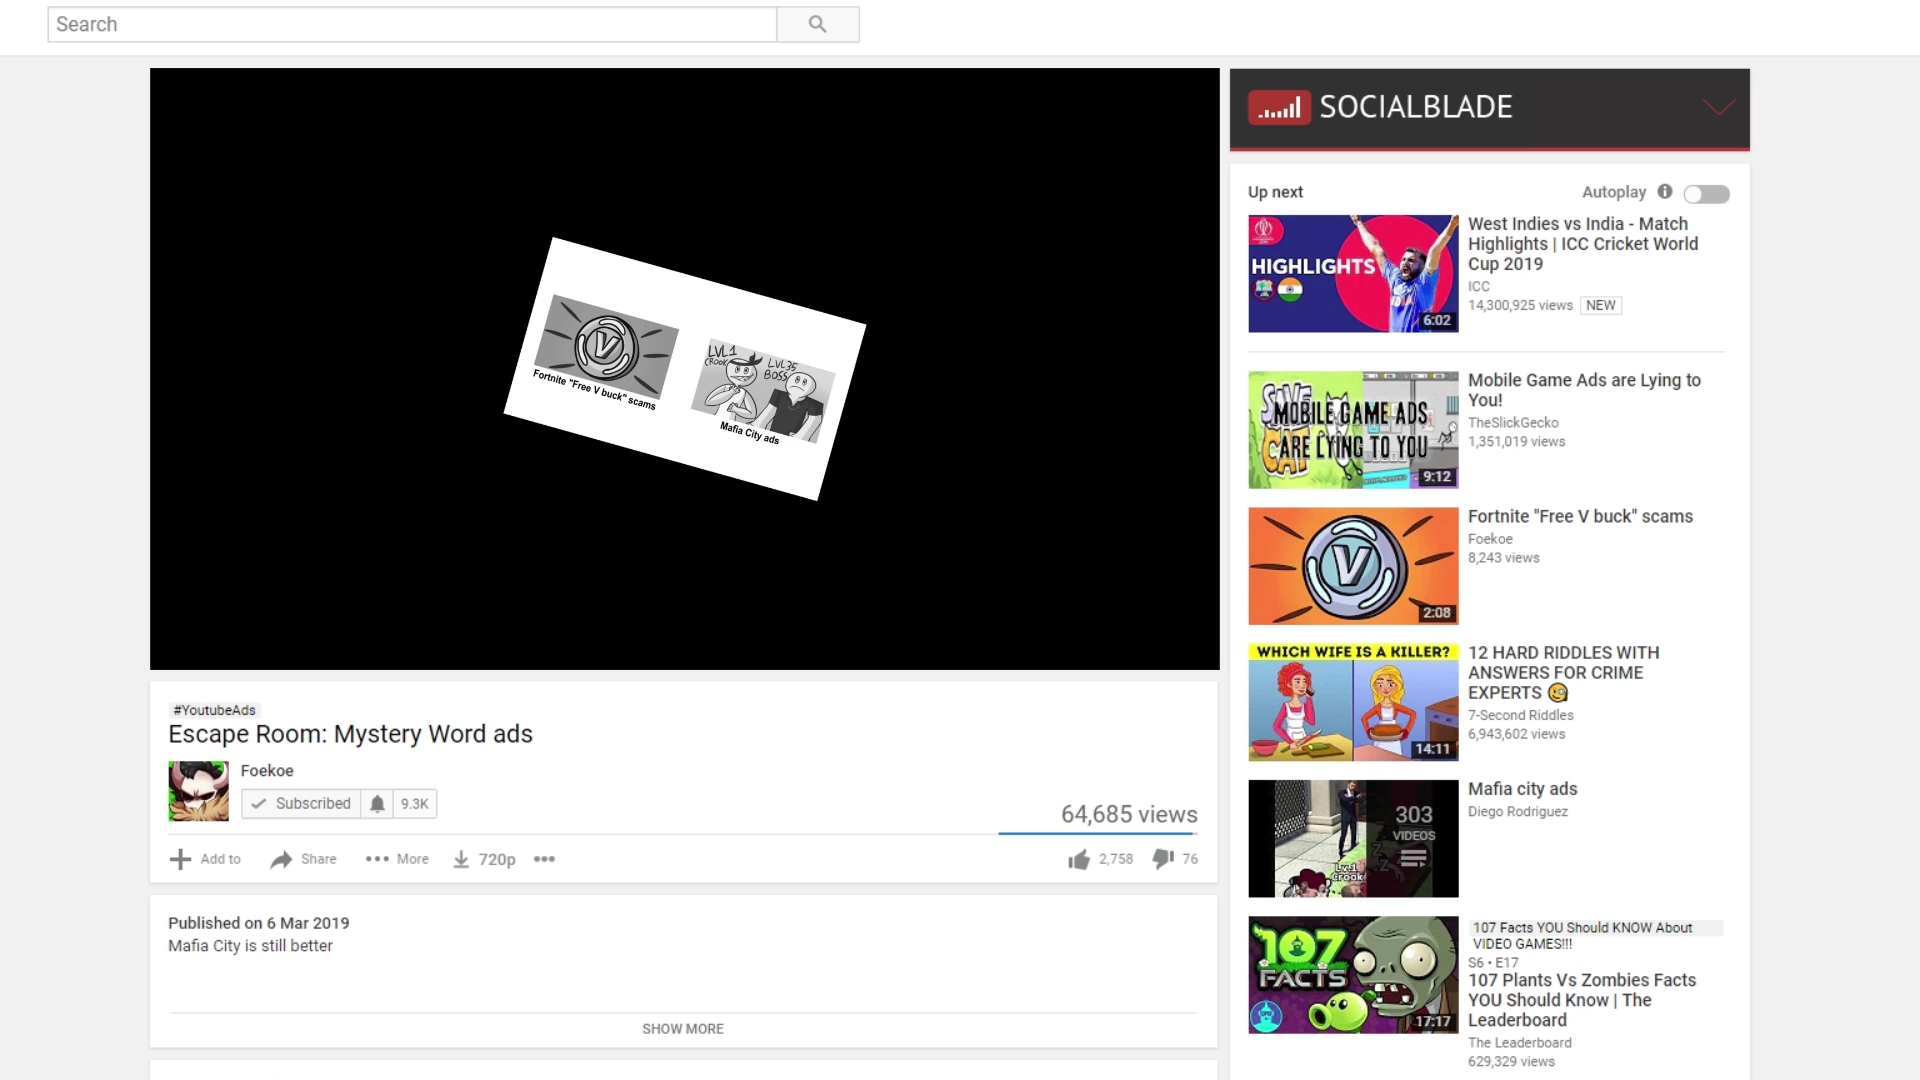 Search
LVL1
CROOK
LVL35
BOSS
Fortnite "Free V buck" scams
Mafia City ads
#YoutubeAds
Escape Room: Mystery Word ads
Foekoe
Subscribed 9.3K
64,685 views
Add to Share More 720p 2,758 76
Published on 6 Mar 2019
Mafia City is still better
SHOW MORE
SOCIALBLADE
Up next Autoplay
HIGHLIGHTS
6:02
West Indies vs India - Match
Highlights | ICC Cricket World
Cup 2019
ICC
14,300,925 views NEW
SAVE
CAT
MOBILE GAME ADS
ARE LYING TO YOU
9:12
Mobile Game Ads are Lying to
You!
TheSlickGecko
1,351,019 views
V
2:08
Fortnite "Free V buck" scams
Foekoe
8,243 views
WHICH WIFE IS A KILLER?
14:11
12 HARD RIDDLES WITH
ANSWERS FOR CRIME
EXPERTS
7-Second Riddles
6,943,602 views
303
VIDEOS
Lv.1
Crook
Mafia city ads
Diego Rodriguez
107
FACTS
17:17
107 Facts YOU Should KNOW About
VIDEO GAMES!!!
S6 • E17
107 Plants Vs Zombies Facts
YOU Should Know | The
Leaderboard
The Leaderboard
629,329 views